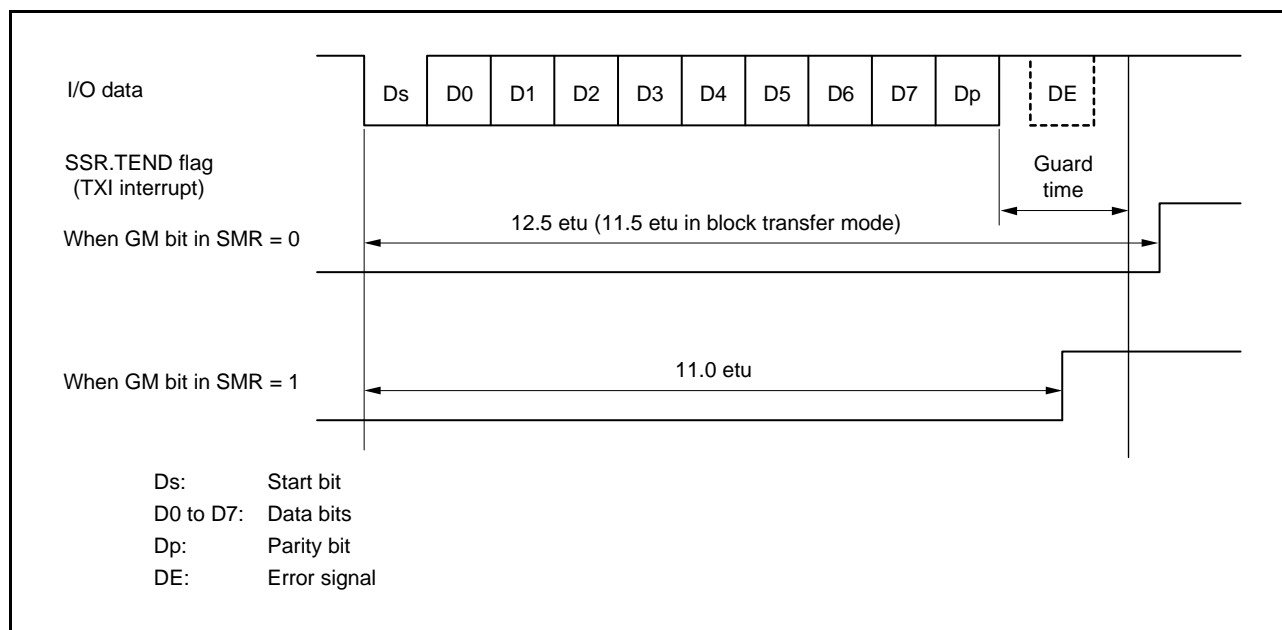 I/O data
Ds D0 D1 D2 D3 D4 D5 D6 D7 Dp DE
SSR.TEND flag
(TXI interrupt)
Guard
time
When GM bit in SMR = 0
12.5 etu (11.5 etu in block transfer mode)
When GM bit in SMR = 1
11.0 etu
Ds: Start bit
D0 to D7: Data bits
Dp: Parity bit
DE: Error signal